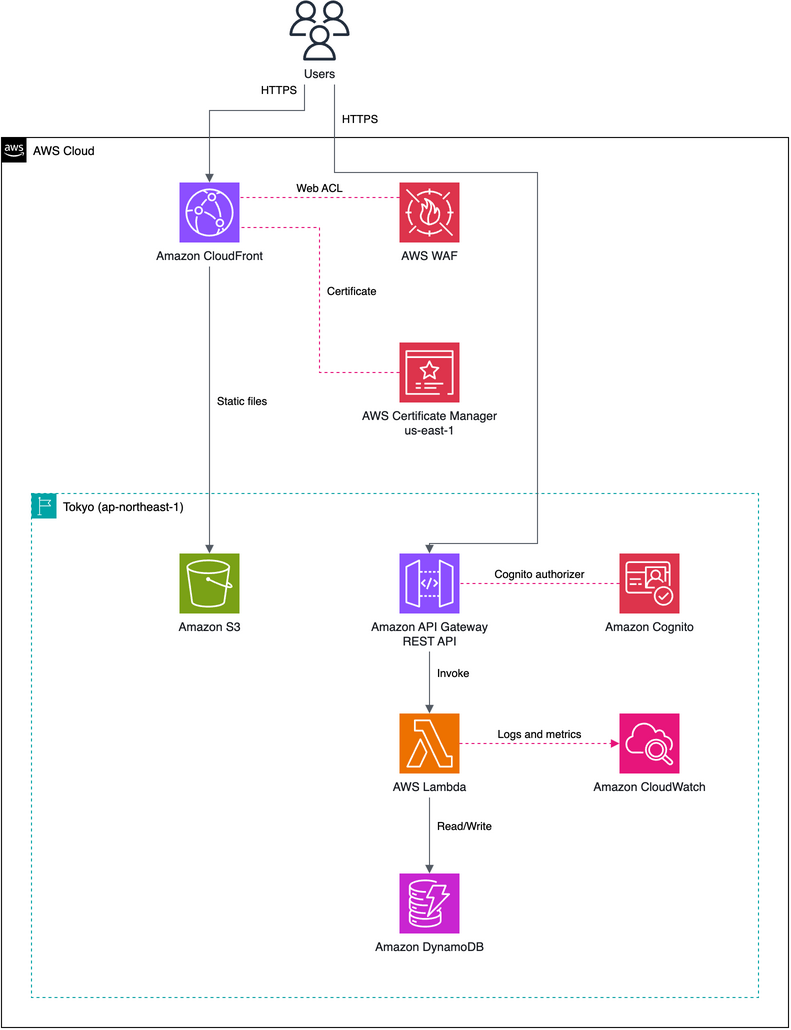 Users
HTTPS
HTTPS
aws
AWS Cloud
Web ACL
Amazon CloudFront
AWS WAF
Certificate
Static files
AWS Certificate Manager
us-east-1
Tokyo (ap-northeast-1)
Cognito authorizer
Amazon S3
Amazon API Gateway
REST API
Amazon Cognito
Invoke
Logs and metrics
AWS Lambda
Amazon CloudWatch
Read/Write
Amazon DynamoDB